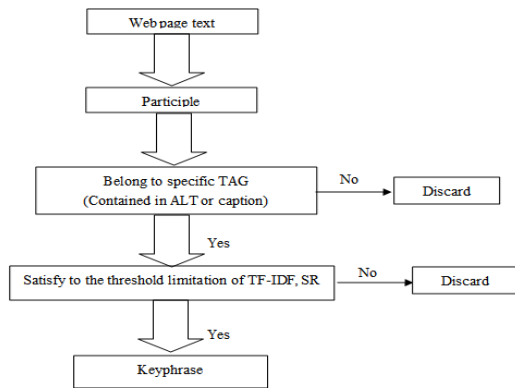 Web page text
Participle
Belong to specific TAG
(Contained in ALT or caption)
No
Discard
Yes
Satisfy to the threshold limitation of TF-IDF, SR
No
Discard
Yes
Keyphrase